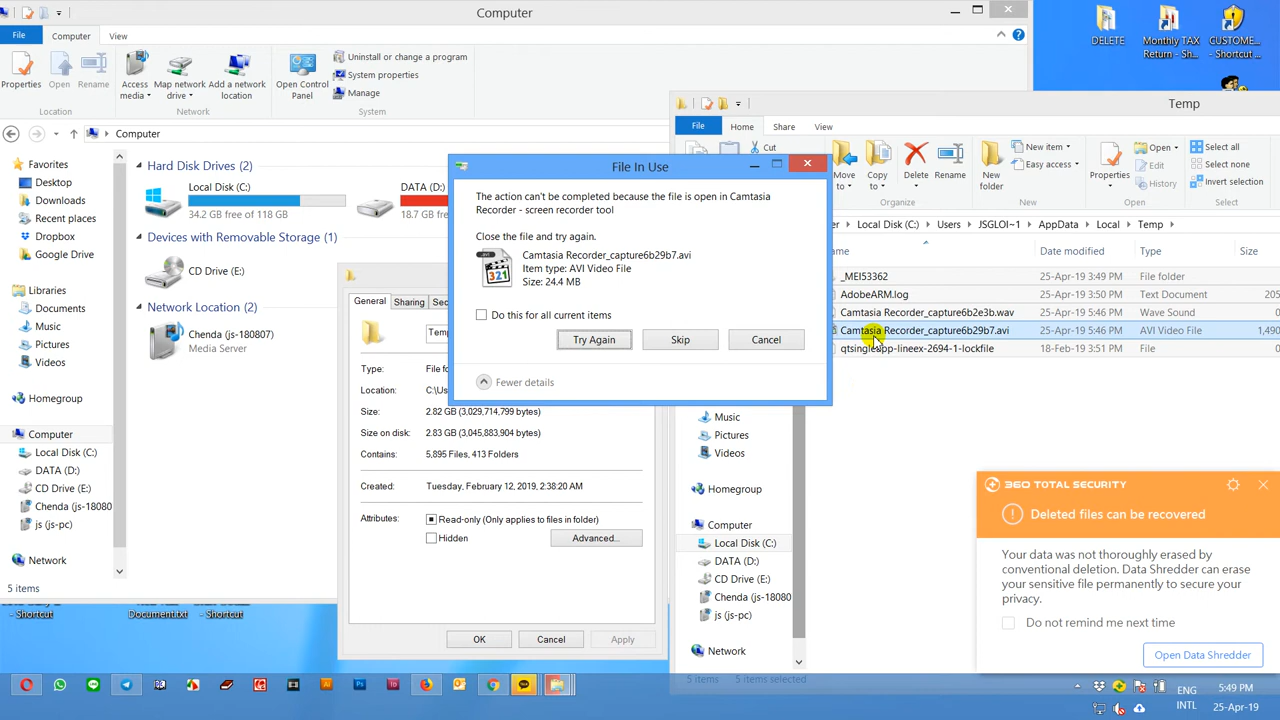 Computer
File
Computer
View
Properties
Open
Rename
Access media
Map network drive
Add a network location
Open Control Panel
Uninstall or change a program
System properties
Manage
Location
Network
System
Computer
Favorites
Desktop
Downloads
Recent places
Dropbox
Google Drive
Libraries
Documents
Music
Pictures
Videos
Homegroup
Computer
Local Disk (C:)
DATA (D:)
CD Drive (E:)
Chenda (js-18080
js (js-pc)
Network
5 items
Hard Disk Drives (2)
Local Disk (C:)
34.2 GB free of 118 GB
DATA (D:)
18.7 GB
Devices with Removable Storage (1)
CD Drive (E:)
Network Location (2)
Chenda (js-180807)
Media Server
General
Sharing
Sec
Temp
Type:
File fo
Location:
C:\Us
Size:
2.82 GB (3,029,714,799 bytes)
Size on disk:
2.83 GB (3,045,883,904 bytes)
Contains:
5,895 Files, 413 Folders
Created:
Tuesday, February 12, 2019, 2:38:20 AM
Attributes:
Read-only (Only applies to files in folder)
Hidden
Advanced...
OK
Cancel
Apply
File In Use
The action can't be completed because the file is open in Camtasia
Recorder - screen recorder tool
Close the file and try again.
Camtasia Recorder_capture6b29b7.avi
Item type: AVI Video File
Size: 24.4 MB
Do this for all current items
Try Again
Skip
Cancel
Fewer details
Temp
File
Home
Share
View
Cut
Move to
Copy to
Delete
Rename
New folder
New item
Easy access
Properties
Open
Edit
History
Select all
Select none
Invert selection
Organize
New
Open
Select
Local Disk (C:)
Users
JSGLOI~1
AppData
Local
Temp
Date modified
Type
_MEI53362
25-Apr-19 3:49 PM
File folder
AdobeARM.log
25-Apr-19 3:50 PM
Text Document
205
Camtasia Recorder_capture6b2e3b.wav
25-Apr-19 5:46 PM
Wave Sound
0
Camtasia Recorder_capture6b29b7.avi
25-Apr-19 5:46 PM
AVI Video File
1,490
18-Feb-19 3:51 PM
File
0
Music
Pictures
Videos
Homegroup
Computer
Local Disk (C:)
DATA (D:)
CD Drive (E:)
Chenda (js-18080
js (js-pc)
Network
5 items
5 items selected
DELETE
Monthly TAX
Return - Sh...
CUSTOME...
- Shortcut ...
- Shortcut
Document.txt
- Shortcut
360 TOTAL SECURITY
Deleted files can be recovered
Your data was not thoroughly erased by
conventional deletion. Data Shredder can erase
your sensitive file permanently to secure your
privacy.
Do not remind me next time
Open Data Shredder
ENG
INTL
5:49 PM
25-Apr-19